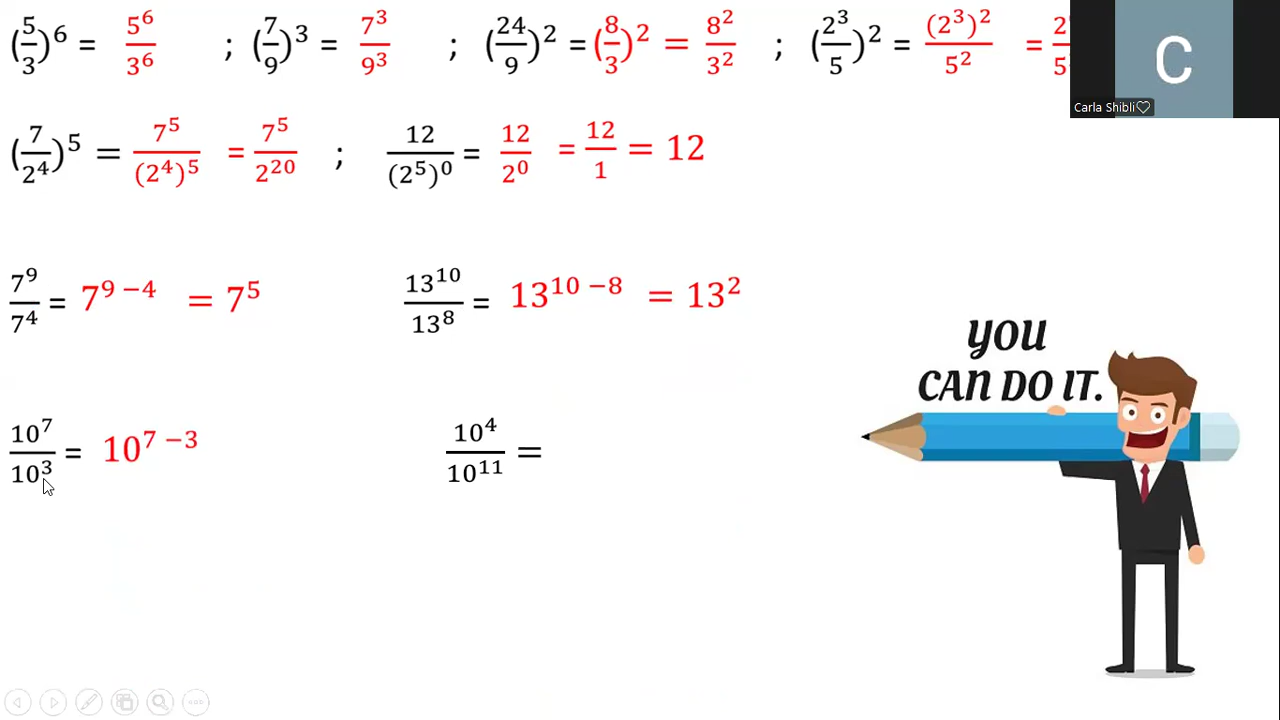 (5/3)⁶ = 5⁶/3⁶ ; (7/9)³ = 7³/9³ ; (24/9)² = (8/3)² = 8²/3² ; (2³/5)² = (2³)²/5² =
C
Carla Shibli♡
(7/2⁴)⁵ = 7⁵/(2⁴)⁵ = 7⁵/2²⁰ ; 12/(2⁵)⁰ = 12/2⁰ = 12/1 = 12
7⁹/7⁴ = 7⁹ ⁻⁴ = 7⁵ 13¹⁰/13⁸ = 13¹⁰ ⁻⁸ = 13²
YOU
CAN DO IT.
10⁷/10³ = 10⁷ ⁻³ 10⁴/10¹¹ =